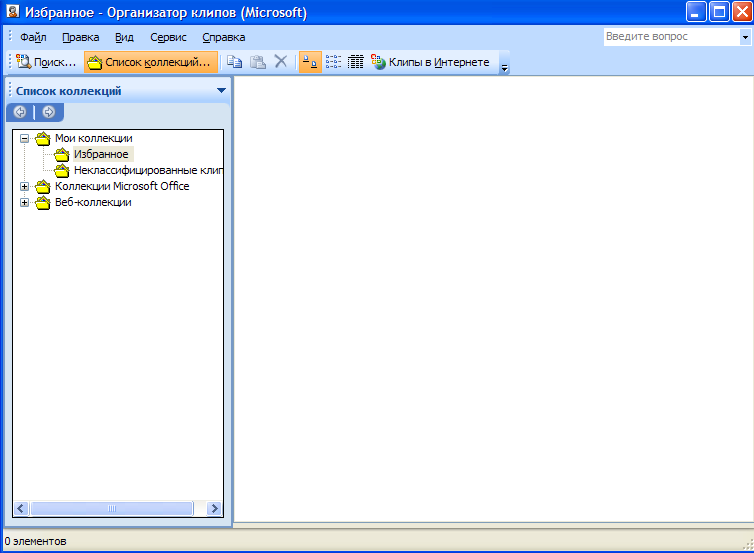 Избранное - Организатор клипов (Microsoft)
Файл Правка Вид Сервис Справка Введите вопрос
Поиск... Список коллекций... Клипы в Интернете
Список коллекций
Мои коллекции
Избранное
Неклассифицированные клип
Коллекции Microsoft Office
Веб-коллекции
0 элементов